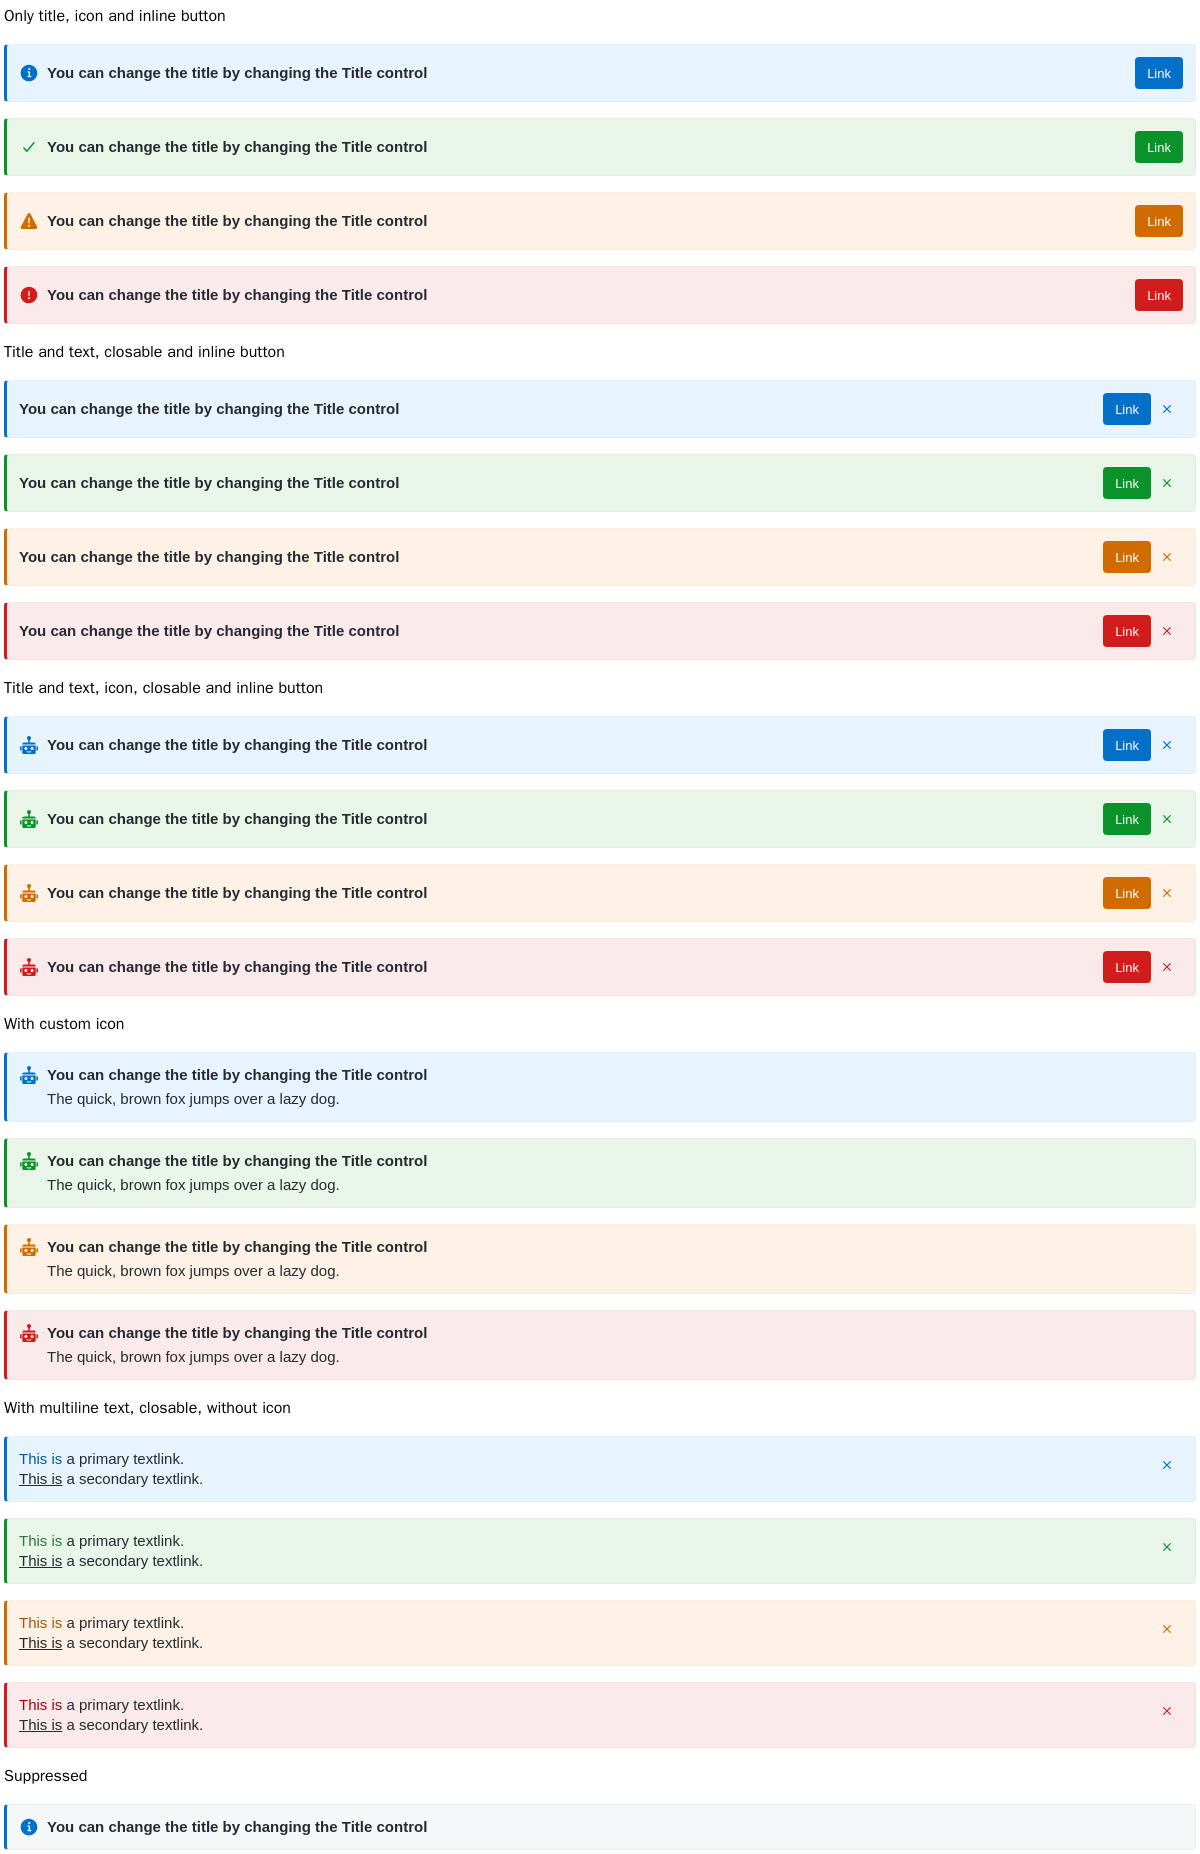 Only title, icon and inline button
You can change the title by changing the Title control Link
You can change the title by changing the Title control Link
You can change the title by changing the Title control Link
You can change the title by changing the Title control Link
Title and text, closable and inline button
You can change the title by changing the Title control Link
You can change the title by changing the Title control Link
You can change the title by changing the Title control Link
You can change the title by changing the Title control Link
Title and text, icon, closable and inline button
You can change the title by changing the Title control Link
You can change the title by changing the Title control Link
You can change the title by changing the Title control Link
You can change the title by changing the Title control Link
With custom icon
You can change the title by changing the Title control
The quick, brown fox jumps over a lazy dog.
You can change the title by changing the Title control
The quick, brown fox jumps over a lazy dog.
You can change the title by changing the Title control
The quick, brown fox jumps over a lazy dog.
You can change the title by changing the Title control
The quick, brown fox jumps over a lazy dog.
With multiline text, closable, without icon
This is a primary textlink.
This is a secondary textlink.
This is a primary textlink.
This is a secondary textlink.
This is a primary textlink.
This is a secondary textlink.
This is a primary textlink.
This is a secondary textlink.
Suppressed
You can change the title by changing the Title control